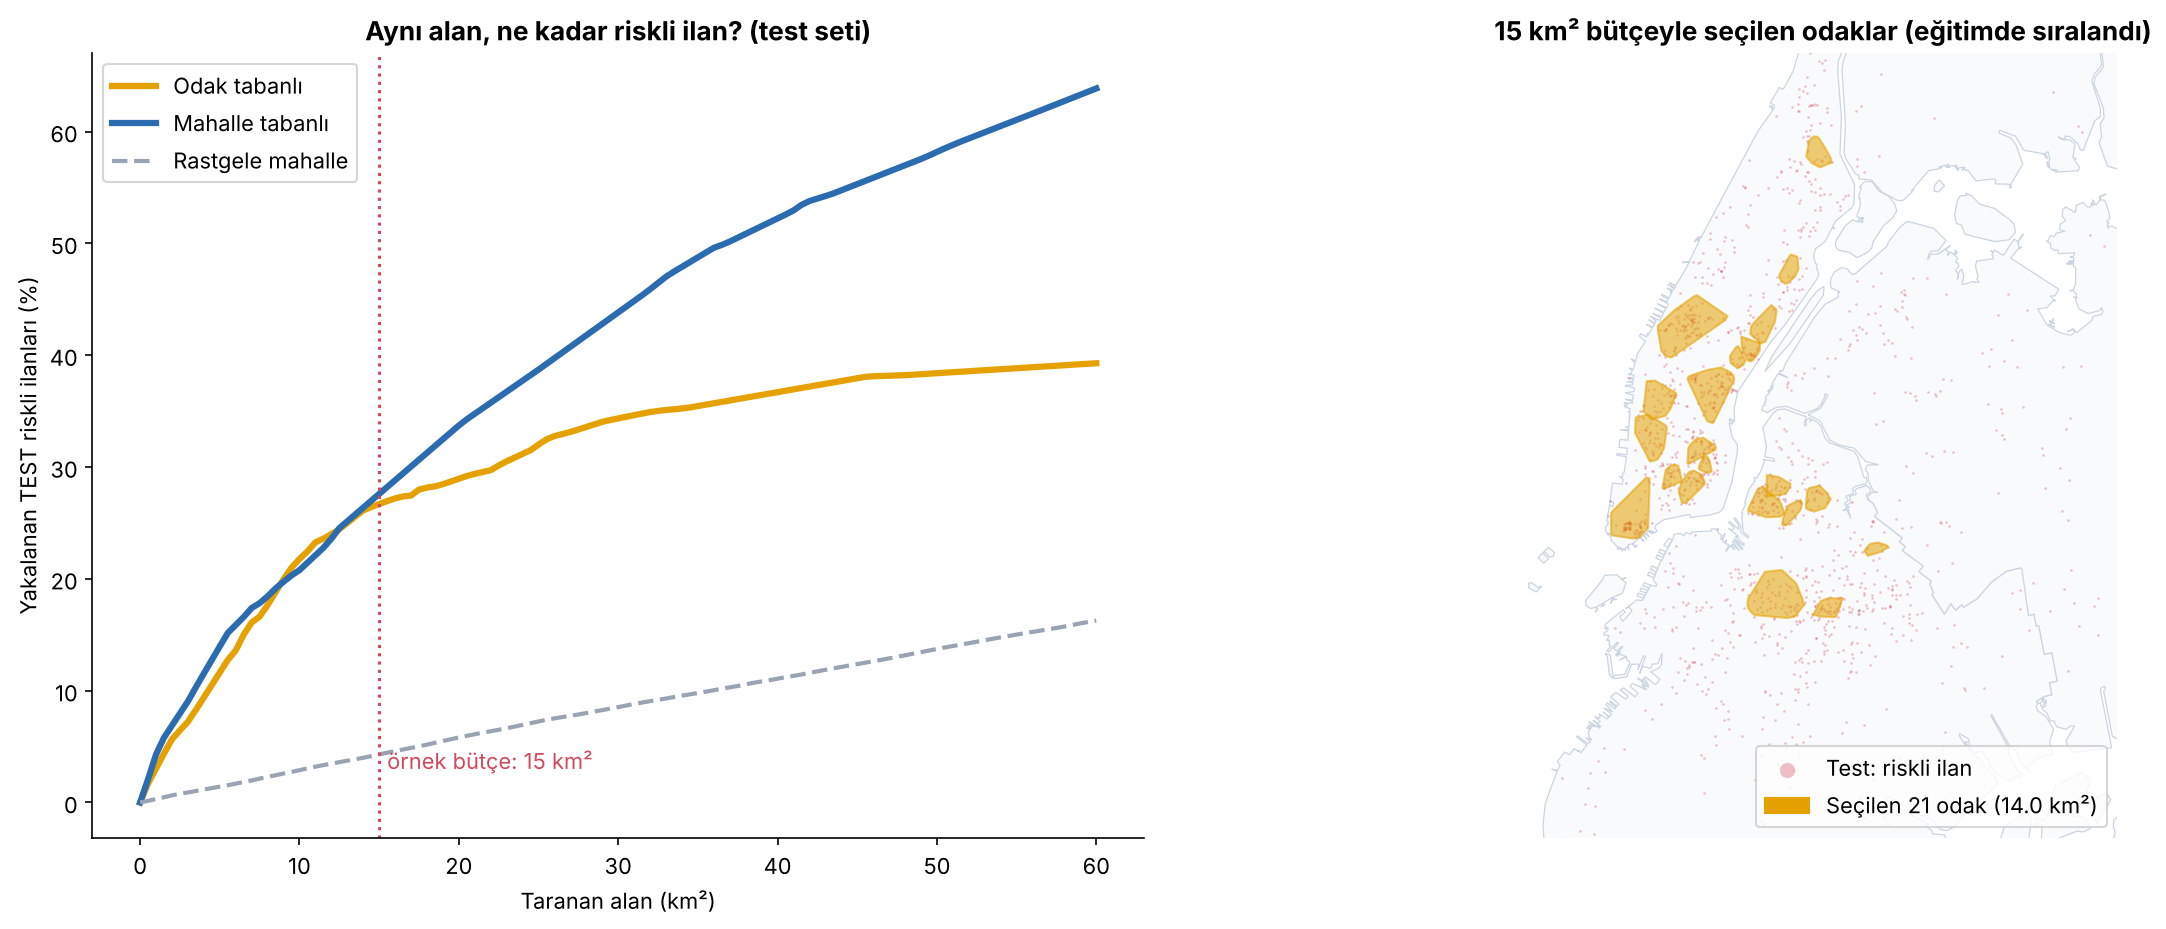 Aynı alan, ne kadar riskli ilan? (test seti)
Odak tabanlı
Mahalle tabanlı
Rastgele mahalle
Yakalanan TEST riskli ilanları (%)
60
50
40
30
20
10
0
örnek bütçe: 15 km²
0 10 20 30 40 50 60
Taranan alan (km²)
15 km² bütçeyle seçilen odaklar (eğitimde sıralandı)
Test: riskli ilan
Seçilen 21 odak (14.0 km²)